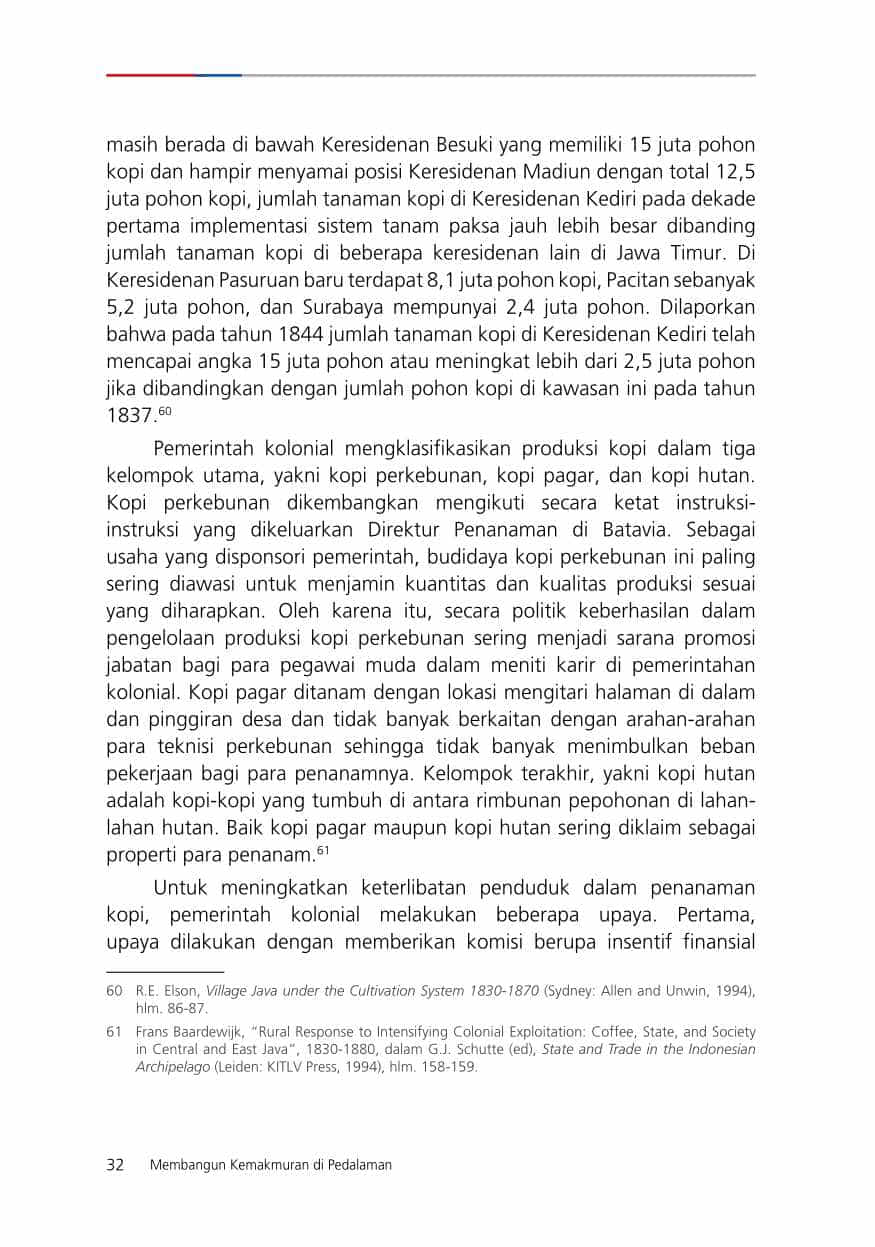 masih berada di bawah Keresidenan Besuki yang memiliki 15 juta pohon
kopi dan hampir menyamai posisi Keresidenan Madiun dengan total 12,5
juta pohon kopi, jumlah tanaman kopi di Keresidenan Kediri pada dekade
pertama implementasi sistem tanam paksa jauh lebih besar dibanding
jumlah tanaman kopi di beberapa keresidenan lain di Jawa Timur. Di
Keresidenan Pasuruan baru terdapat 8,1 juta pohon kopi, Pacitan sebanyak
5,2 juta pohon, dan Surabaya mempunyai 2,4 juta pohon. Dilaporkan
bahwa pada tahun 1844 jumlah tanaman kopi di Keresidenan Kediri telah
mencapai angka 15 juta pohon atau meningkat lebih dari 2,5 juta pohon
jika dibandingkan dengan jumlah pohon kopi di kawasan ini pada tahun
1837.⁶⁰
Pemerintah kolonial mengklasifikasikan produksi kopi dalam tiga
kelompok utama, yakni kopi perkebunan, kopi pagar, dan kopi hutan.
Kopi perkebunan dikembangkan mengikuti secara ketat instruksi-
instruksi yang dikeluarkan Direktur Penanaman di Batavia. Sebagai
usaha yang disponsori pemerintah, budidaya kopi perkebunan ini paling
sering diawasi untuk menjamin kuantitas dan kualitas produksi sesuai
yang diharapkan. Oleh karena itu, secara politik keberhasilan dalam
pengelolaan produksi kopi perkebunan sering menjadi sarana promosi
jabatan bagi para pegawai muda dalam meniti karir di pemerintahan
kolonial. Kopi pagar ditanam dengan lokasi mengitari halaman di dalam
dan pinggiran desa dan tidak banyak berkaitan dengan arahan-arahan
para teknisi perkebunan sehingga tidak banyak menimbulkan beban
pekerjaan bagi para penanamnya. Kelompok terakhir, yakni kopi hutan
adalah kopi-kopi yang tumbuh di antara rimbunan pepohonan di lahan-
lahan hutan. Baik kopi pagar maupun kopi hutan sering diklaim sebagai
properti para penanam.⁶¹
Untuk meningkatkan keterlibatan penduduk dalam penanaman
kopi, pemerintah kolonial melakukan beberapa upaya. Pertama,
upaya dilakukan dengan memberikan komisi berupa insentif finansial
60 R.E. Elson, Village Java under the Cultivation System 1830-1870 (Sydney: Allen and Unwin, 1994),
hlm. 86-87.
61 Frans Baardewijk, “Rural Response to Intensifying Colonial Exploitation: Coffee, State, and Society
in Central and East Java”, 1830-1880, dalam G.J. Schutte (ed), State and Trade in the Indonesian
Archipelago (Leiden: KITLV Press, 1994), hlm. 158-159.
32 Membangun Kemakmuran di Pedalaman